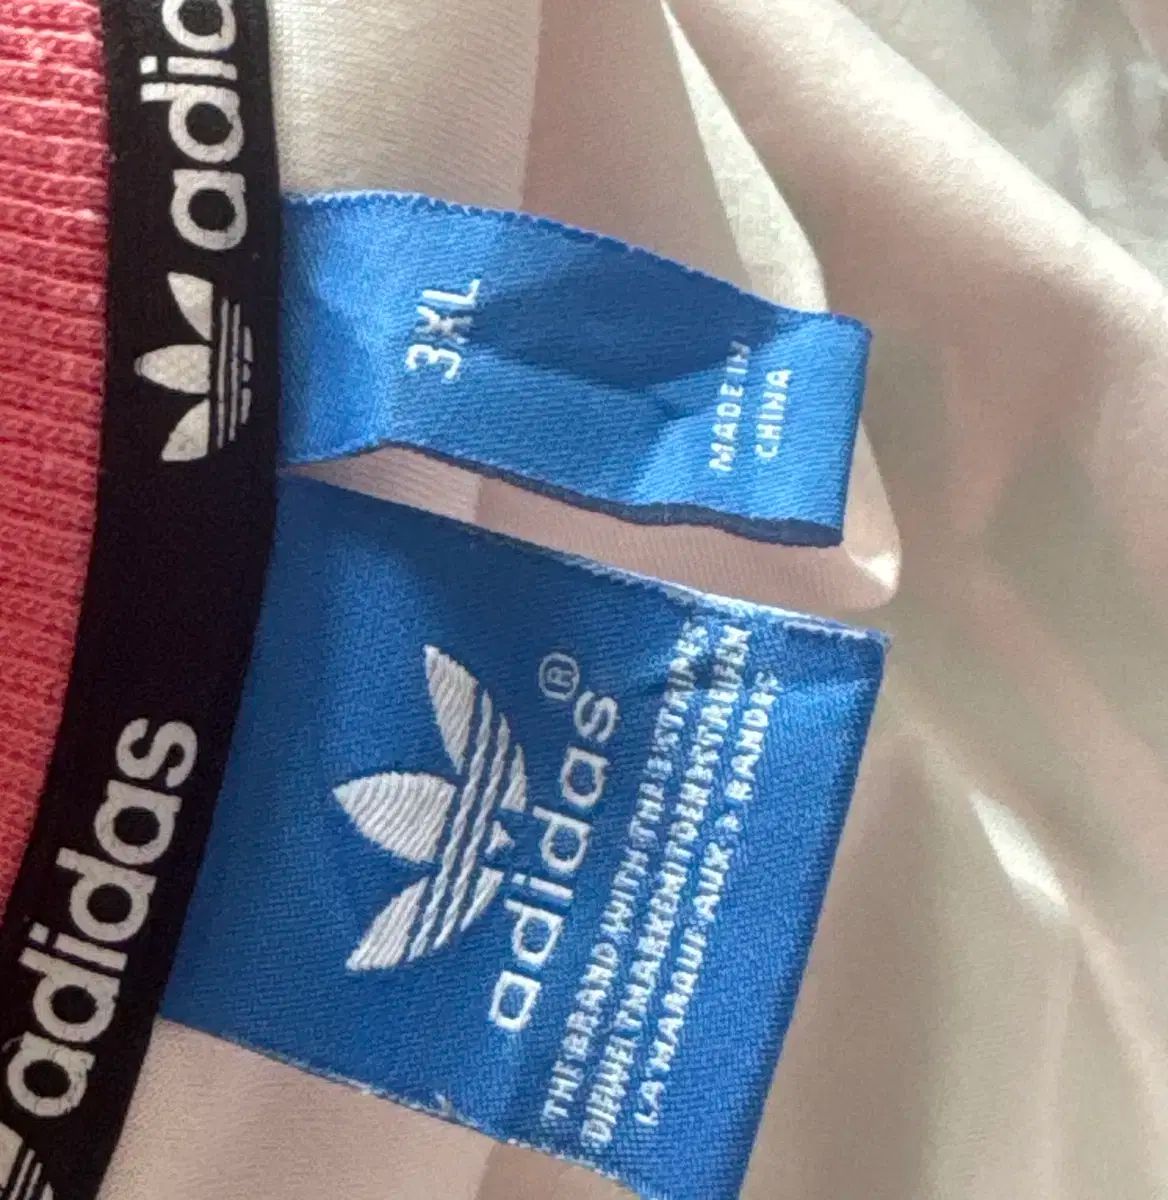 adidas
adidas
3XL
MADE IN
CHINA
adidas®
THE BRAND WITH THE 3 STRIPES
DIE WELTMARKE MIT DEN 3 STREIFEN
LA MARQUE AUX 3 BANDES